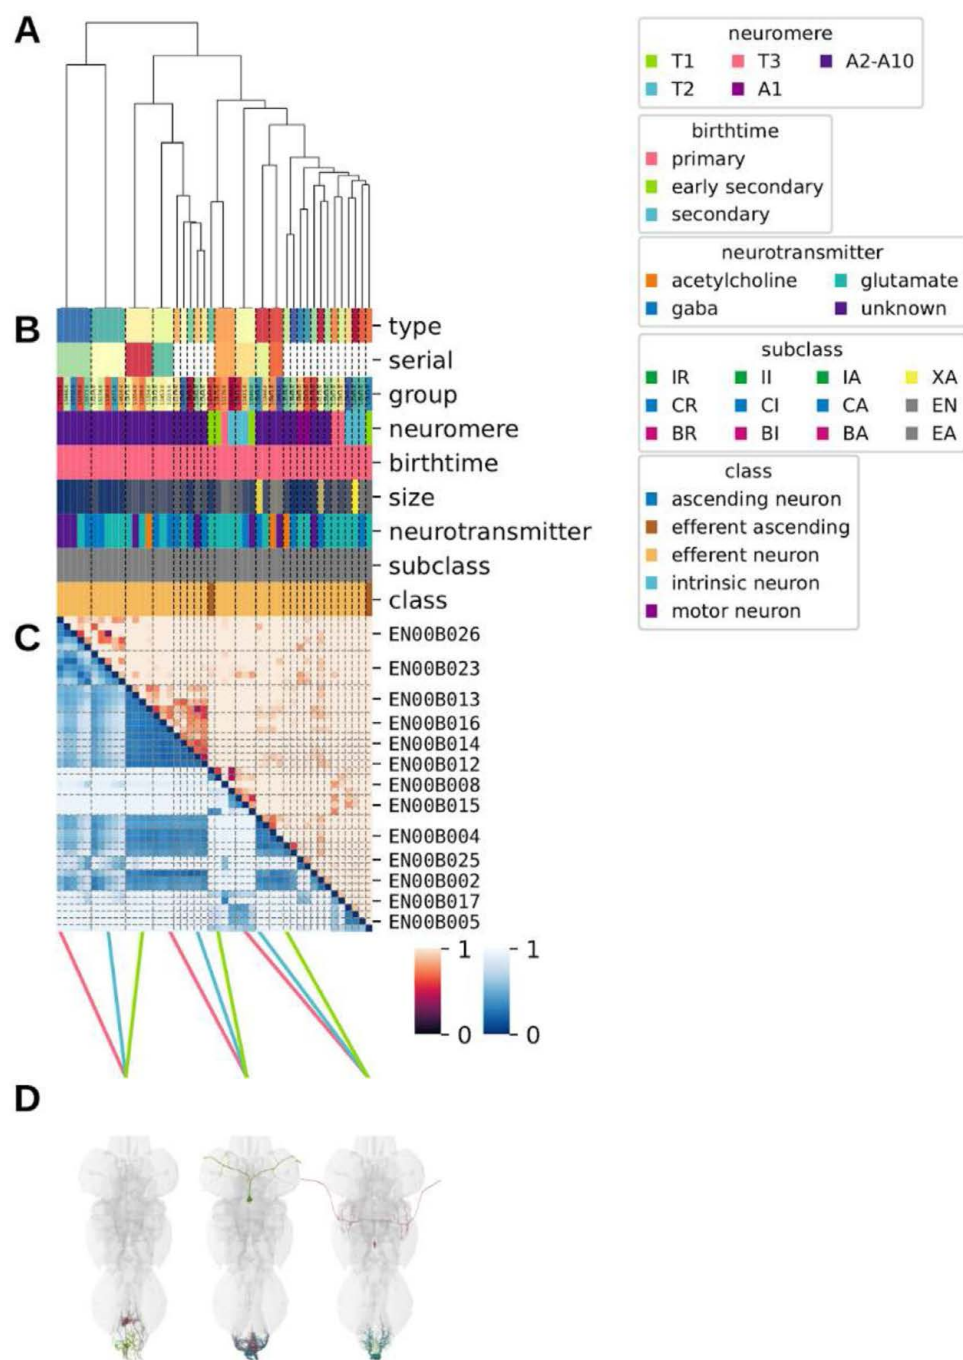 A
neuromere
T1 T3 A2-A10
T2 A1
birthtime
primary
early secondary
secondary
neurotransmitter
acetylcholine glutamate
gaba unknown
subclass
IR II IA XA
CR CI CA EN
BR BI BA EA
class
ascending neuron
efferent ascending
efferent neuron
intrinsic neuron
motor neuron
B
type
serial
group
neuromere
birthtime
size
neurotransmitter
subclass
class
C
EN00B026
EN00B023
EN00B013
EN00B016
EN00B014
EN00B012
EN00B008
EN00B015
EN00B004
EN00B025
EN00B002
EN00B017
EN00B005
1 1
0 0
D